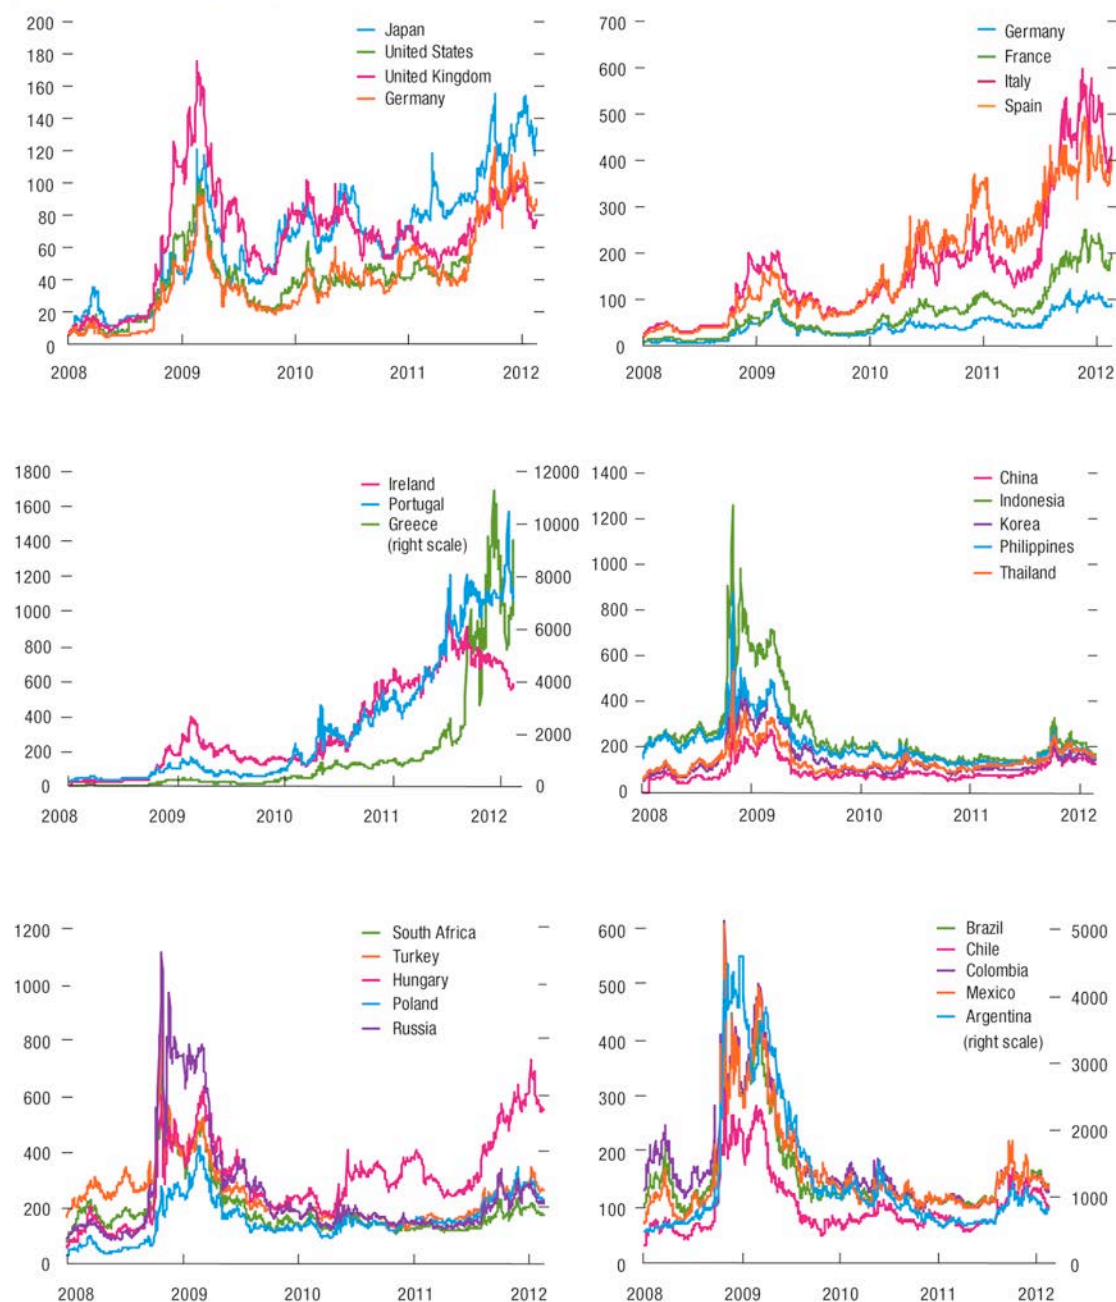 200
180
160
140
120
100
80
60
40
20
0
Japan
United States
United Kingdom
Germany
2008 2009 2010 2011 2012
700
600
500
400
300
200
100
0
Germany
France
Italy
Spain
2008 2009 2010 2011 2012
1800
1600
1400
1200
1000
800
600
400
200
0
Ireland
Portugal
Greece
(right scale)
12000
10000
8000
6000
4000
2000
0
2008 2009 2010 2011 2012
1400
1200
1000
800
600
400
200
0
China
Indonesia
Korea
Philippines
Thailand
2008 2009 2010 2011 2012
1200
1000
800
600
400
200
0
South Africa
Turkey
Hungary
Poland
Russia
2008 2009 2010 2011 2012
600
500
400
300
200
150
100
50
0
Brazil
Chile
Colombia
Mexico
Argentina
(right scale)
5000
4000
3000
2000
1000
0
2008 2009 2010 2011 2012